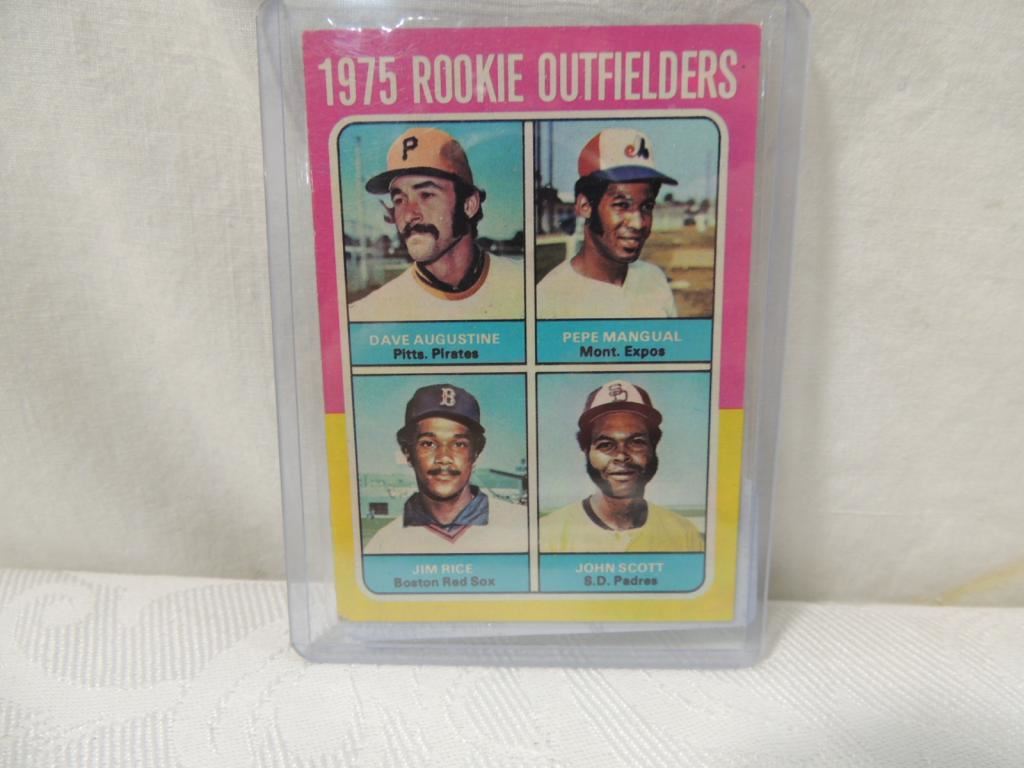 1975 ROOKIE OUTFIELDERS
P
DAVE AUGUSTINE
Pitts. Pirates
PEPE MANGUAL
Mont. Expos
B
JIM RICE
Boston Red Sox
SD
JOHN SCOTT
S.D. Padres